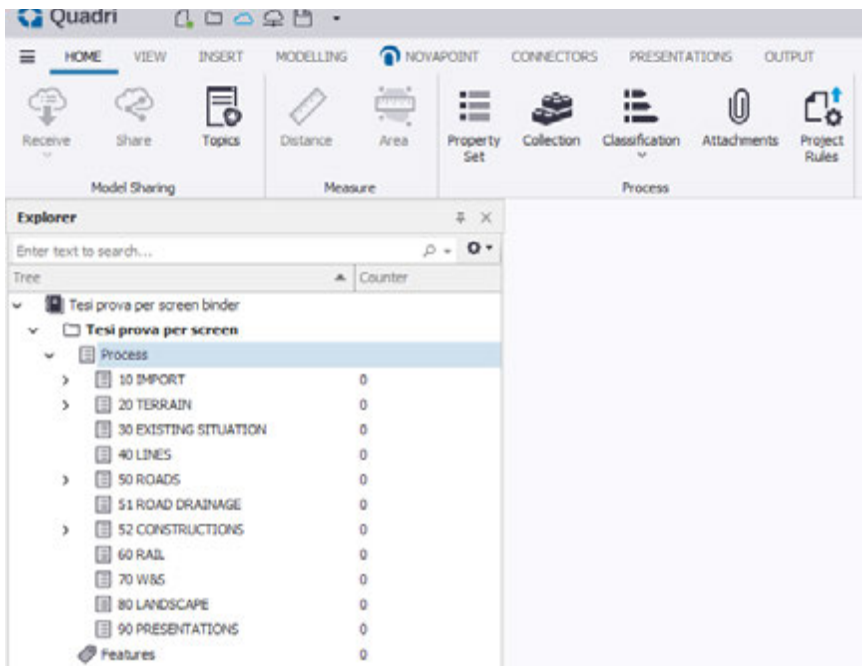 Quadri
HOME VIEW INSERT MODELLING NOVAPOINT CONNECTORS PRESENTATIONS OUTPUT
Receive Share Topics Distance Area Property Set Collection Classification Attachments Project Rules
Model Sharing Measure Process
Explorer
Enter text to search...
Tree Counter
Tesi prova per screen binder
Tesi prova per screen
Process
10 IMPORT 0
20 TERRAIN 0
30 EXISTING SITUATION 0
40 LINES 0
50 ROADS 0
51 ROAD DRAINAGE 0
52 CONSTRUCTIONS 0
60 RAIL 0
70 W&S 0
80 LANDSCAPE 0
90 PRESENTATIONS 0
Features 0